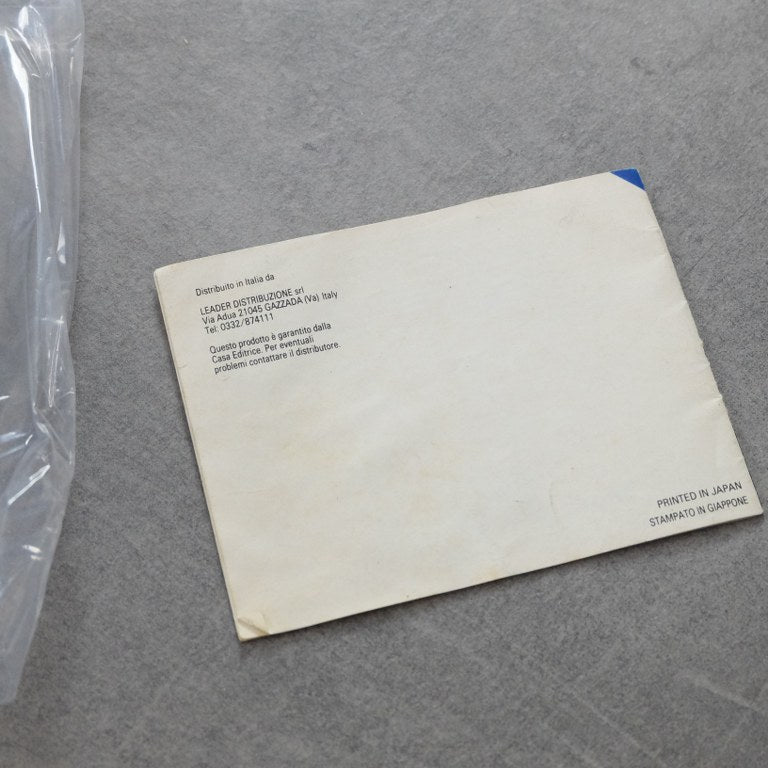 Distribuito in Italia da
LEADER DISTRIBUZIONE srl
Via Adua 21045 GAZZADA (Va) Italy
Tel: 0332/874111
Questo prodotto è garantito dalla
Casa Editrice. Per eventuali
problemi contattare il distributore.
PRINTED IN JAPAN
STAMPATO IN GIAPPONE